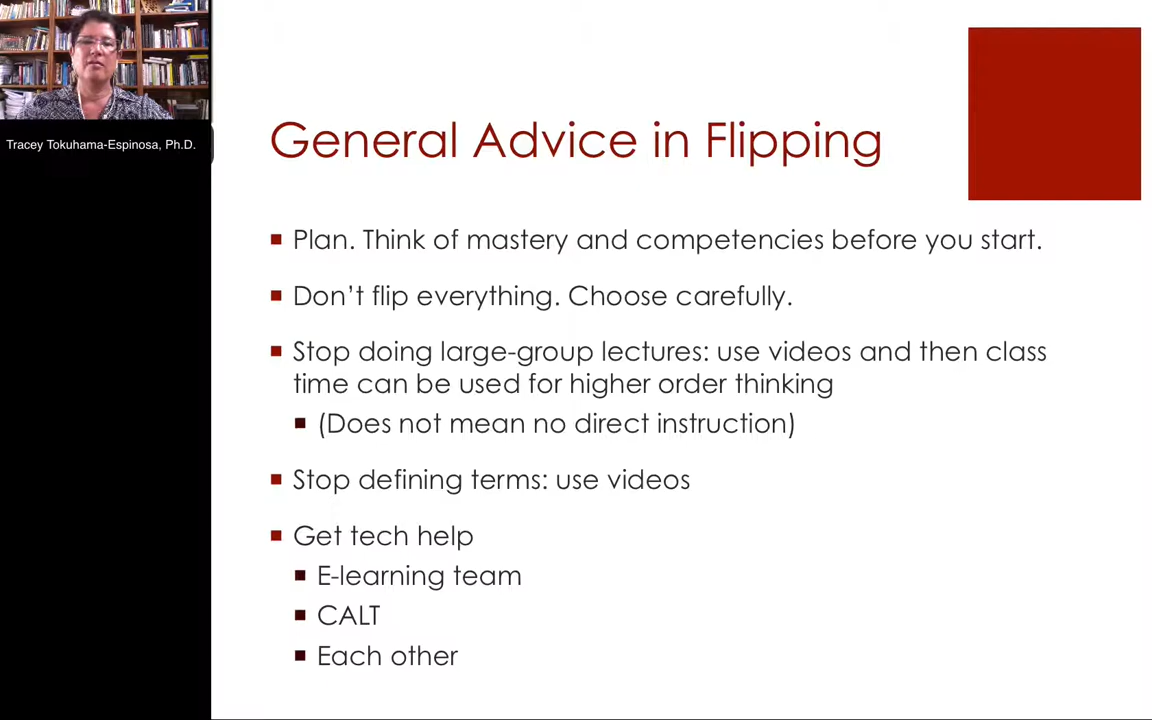 Tracey Tokuhama-Espinosa, Ph.D.
General Advice in Flipping
Plan. Think of mastery and competencies before you start.
Don’t flip everything. Choose carefully.
Stop doing large-group lectures: use videos and then class
time can be used for higher order thinking
(Does not mean no direct instruction)
Stop defining terms: use videos
Get tech help
E-learning team
CALT
Each other